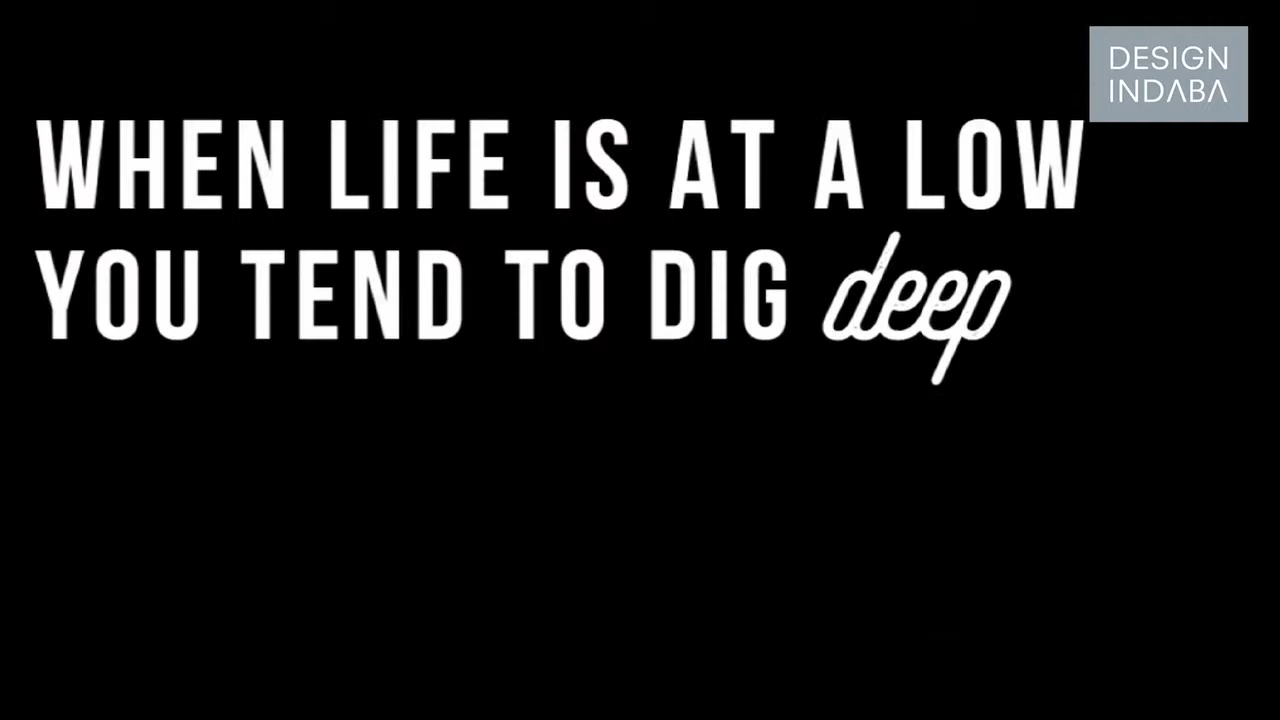 DESIGN
INDABA
WHEN LIFE IS AT A LOW
YOU TEND TO DIG deep